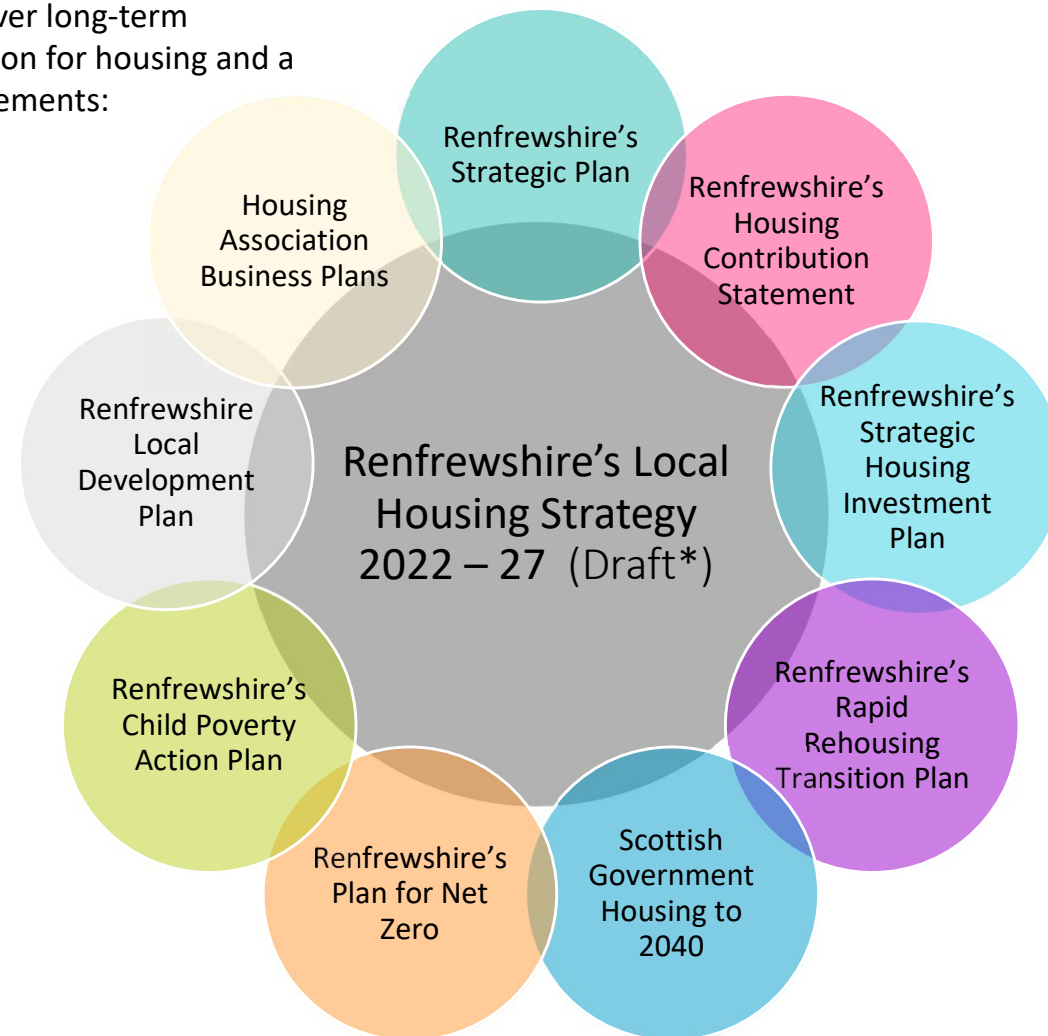 ver long-term
on for housing and a
ements:
Renfrewshire’s
Strategic Plan
Renfrewshire’s
Housing
Contribution
Statement
Renfrewshire’s
Strategic
Housing
Investment
Plan
Renfrewshire’s
Rapid
Rehousing
Transition Plan
Scottish
Government
Housing to
2040
Renfrewshire’s
Plan for Net
Zero
Renfrewshire’s
Child Poverty
Action Plan
Renfrewshire
Local
Development
Plan
Housing
Association
Business Plans
Renfrewshire’s Local
Housing Strategy
2022 – 27 (Draft*)